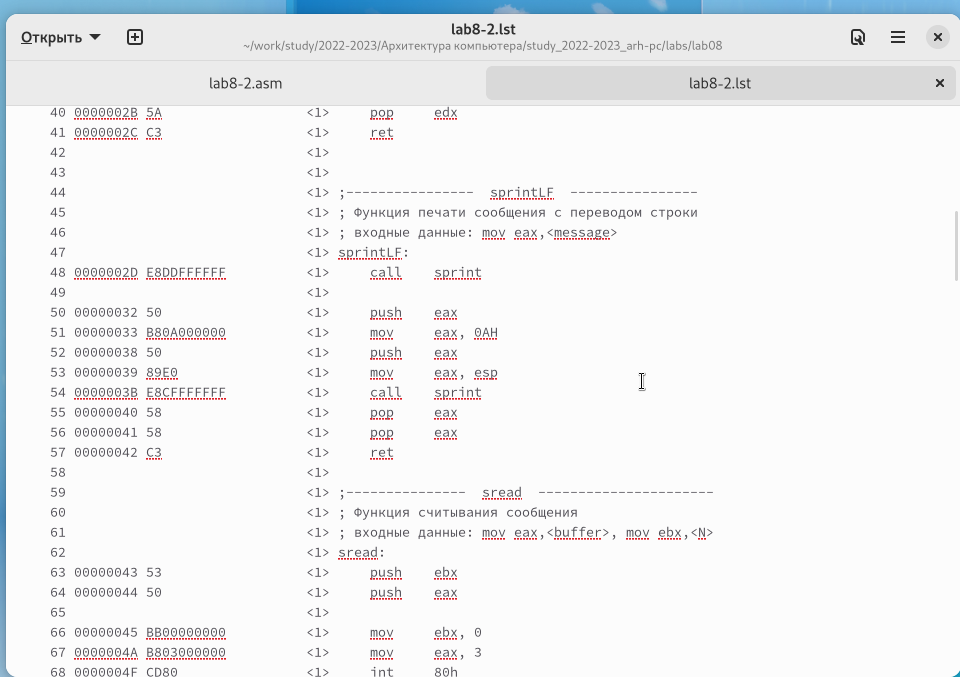 Открыть
lab8-2.lst
~/work/study/2022-2023/Архитектура компьютера/study_2022-2023_arh-pc/labs/lab08
lab8-2.asm
lab8-2.lst
40 0000002B 5A <1> pop edx
41 0000002C C3 <1> ret
42 <1>
43 <1>
44 <1> ;---------------- sprintLF ----------------
45 <1> ; Функция печати сообщения с переводом строки
46 <1> ; входные данные: mov eax,<message>
47 <1> sprintLF:
48 0000002D E8DDFFFFFF <1> call sprint
49 <1>
50 00000032 50 <1> push eax
51 00000033 B80A000000 <1> mov eax, 0AH
52 00000038 50 <1> push eax
53 00000039 89E0 <1> mov eax, esp
54 0000003B E8CFFFFFFF <1> call sprint
55 00000040 58 <1> pop eax
56 00000041 58 <1> pop eax
57 00000042 C3 <1> ret
58 <1>
59 <1> ;--------------- sread ----------------------
60 <1> ; Функция считывания сообщения
61 <1> ; входные данные: mov eax,<buffer>, mov ebx,<N>
62 <1> sread:
63 00000043 53 <1> push ebx
64 00000044 50 <1> push eax
65 <1>
66 00000045 BB00000000 <1> mov ebx, 0
67 0000004A B803000000 <1> mov eax, 3
68 0000004F CD80 <1> int 80h